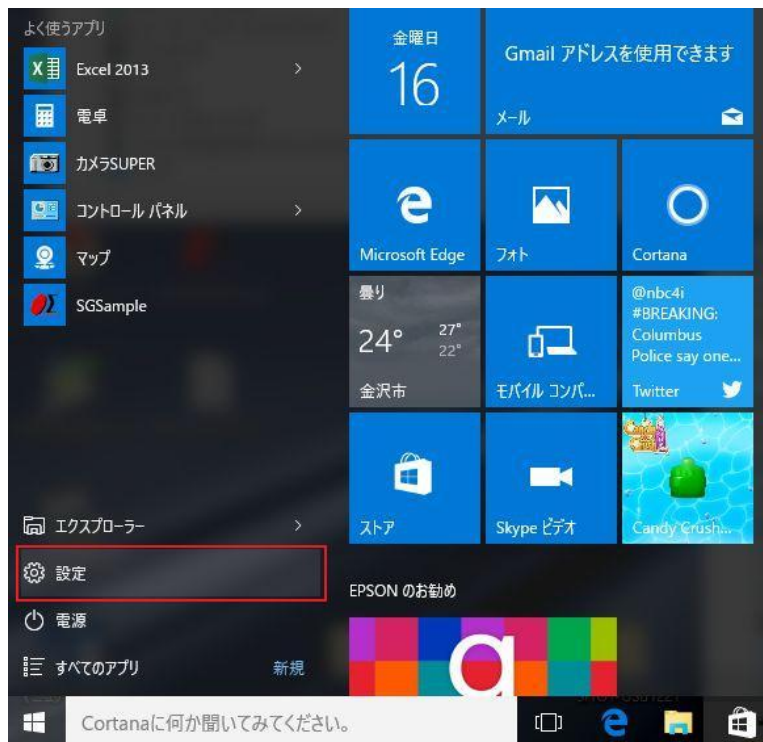 よく使うアプリ
Excel 2013
電卓
カメラSUPER
コントロール パネル
マップ
SGSample
エクスプローラー
設定
電源
すべてのアプリ
新規
金曜日
16
Gmail アドレスを使用できます
メール
Microsoft Edge
フォト
Cortana
曇り
24°
27°
22°
金沢市
モバイル コンパ...
@nbc4i
#BREAKING:
Columbus
Police say one...
Twitter
ストア
Skype ビデオ
Candy Crush...
EPSON のお勧め
Cortanaに何か聞いてみてください。